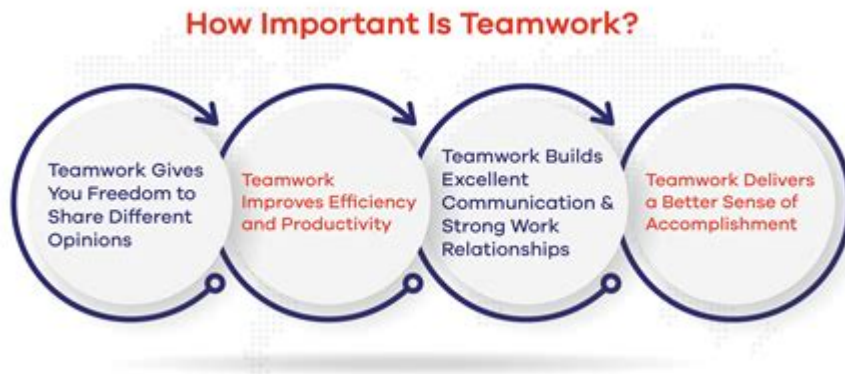 How Important Is Teamwork?
Teamwork Gives
You Freedom to
Share Different
Opinions
Teamwork
Improves Efficiency
and Productivity
Teamwork Builds
Excellent
Communication &
Strong Work
Relationships
Teamwork Delivers
a Better Sense of
Accomplishment